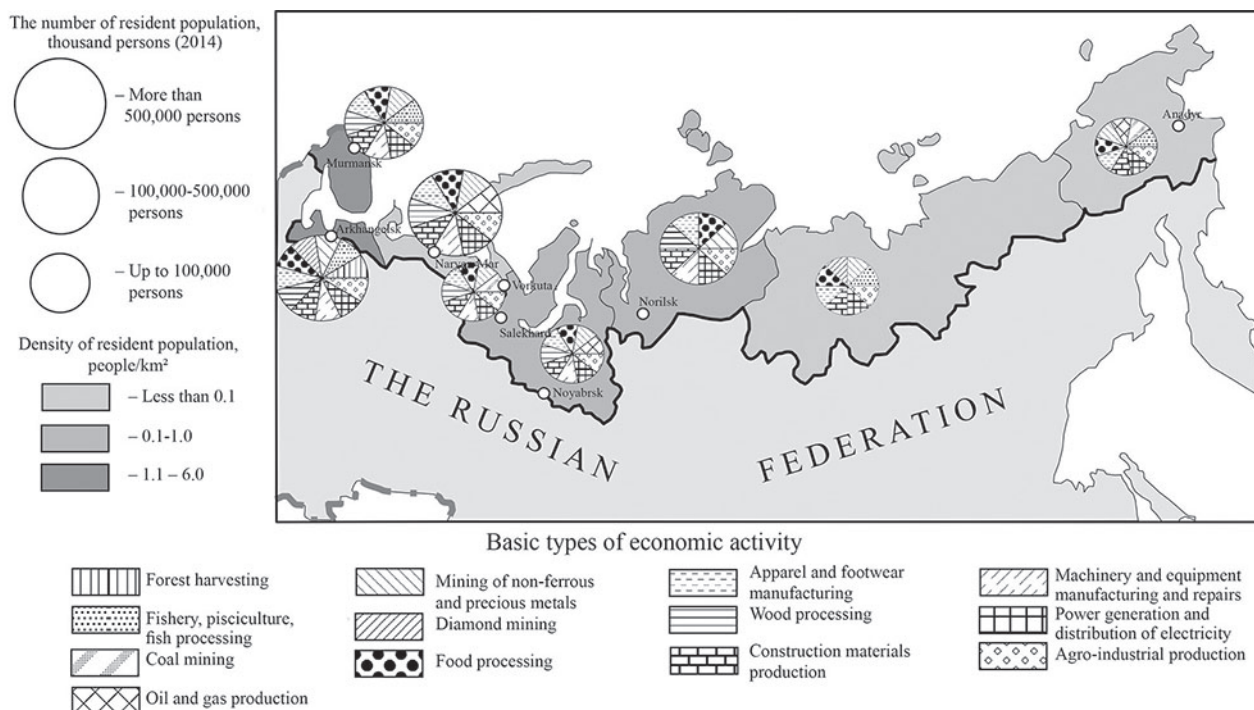 The number of resident population,
thousand persons (2014)
– More than
500,000 persons
– 100,000-500,000
persons
– Up to 100,000
persons
Density of resident population,
people/km²
– Less than 0.1
– 0.1-1.0
– 1.1 – 6.0
Murmansk
Arkhangelsk
Naryan-Mar
Vorkuta
Salekhard
Noyabrsk
Norilsk
Anadyr
THE RUSSIAN
FEDERATION
Basic types of economic activity
Forest harvesting
Fishery, pisciculture,
fish processing
Coal mining
Oil and gas production
Mining of non-ferrous
and precious metals
Diamond mining
Food processing
Apparel and footwear
manufacturing
Wood processing
Construction materials
production
Machinery and equipment
manufacturing and repairs
Power generation and
distribution of electricity
Agro-industrial production